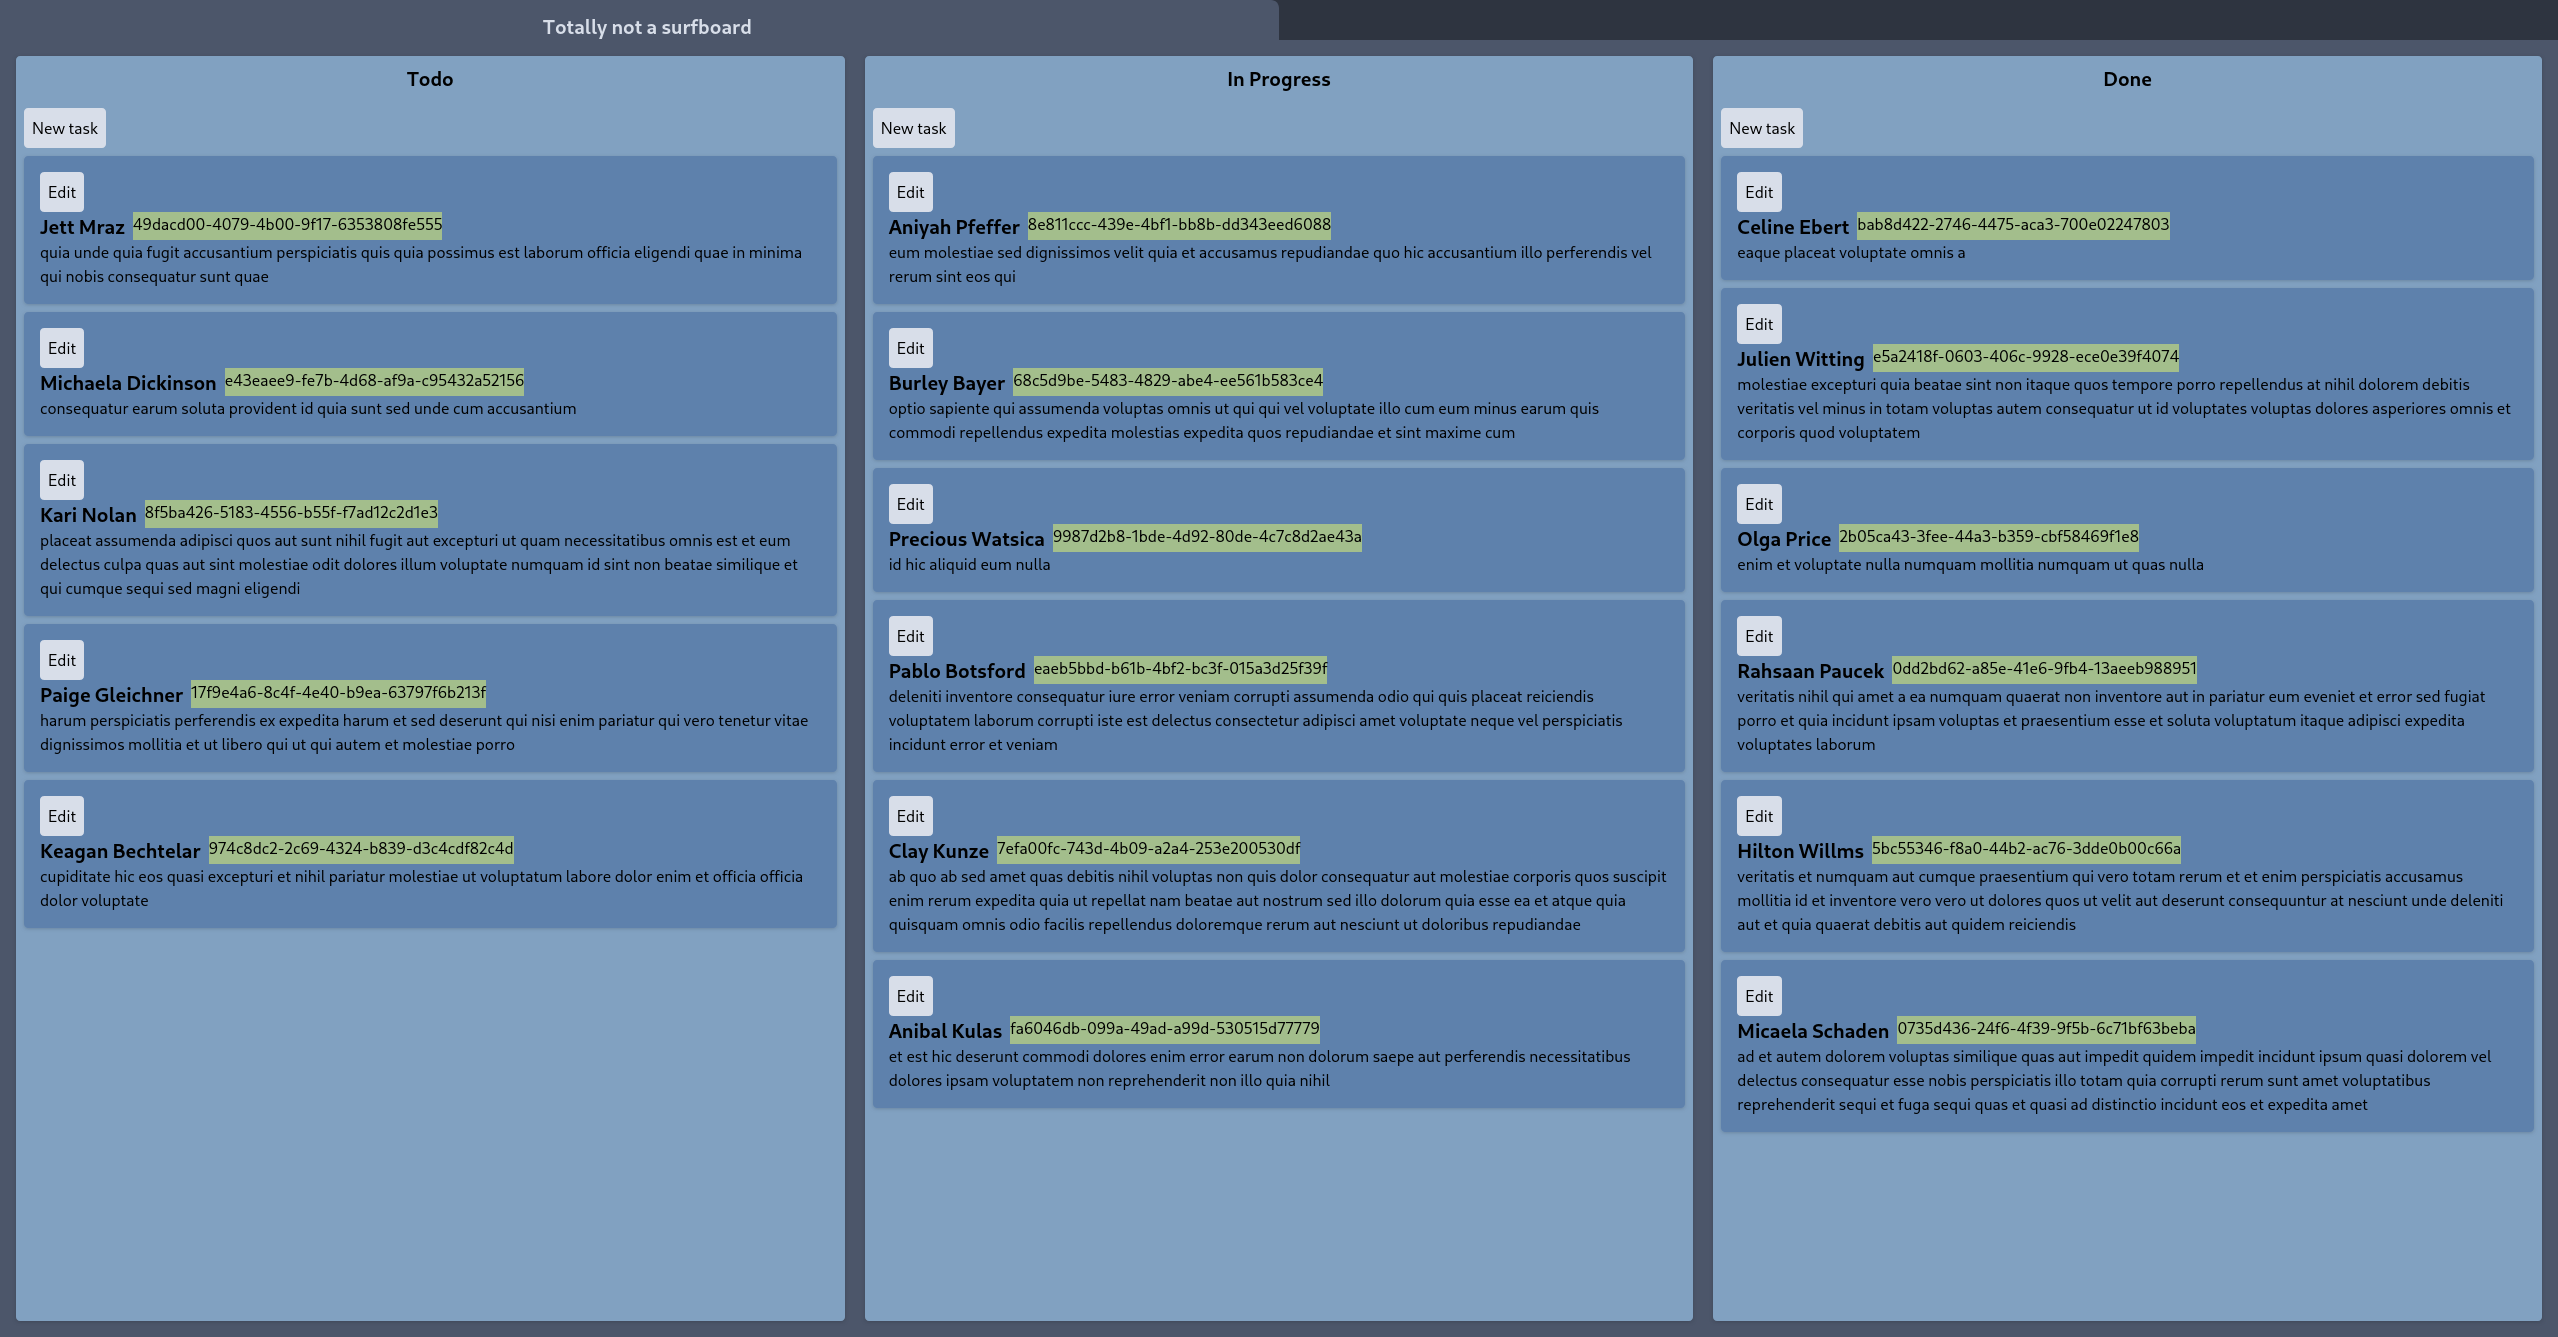 Totally not a surfboard
Todo
New task
Edit
Jett Mraz 49dacd00-4079-4b00-9f17-6353808fe555
quia unde quia fugit accusantium perspiciatis quis quia possimus est laborum officia eligendi quae in minima
qui nobis consequatur sunt quae
Edit
Michaela Dickinson e43eaee9-fe7b-4d68-af9a-c95432a52156
consequatur earum soluta provident id quia sunt sed unde cum accusantium
Edit
Kari Nolan 8f5ba426-5183-4556-b55f-f7ad12c2d1e3
placeat assumenda adipisci quos aut sunt nihil fugit aut excepturi ut quam necessitatibus omnis est et eum
delectus culpa quas aut sint molestiae odit dolores illum voluptate numquam id sint non beatae similique et
qui cumque sequi sed magni eligendi
Edit
Paige Gleichner 17f9e4a6-8c4f-4e40-b9ea-63797f6b213f
harum perspiciatis perferendis ex expedita harum et sed deserunt qui nisi enim pariatur qui vero tenetur vitae
dignissimos mollitia et ut libero qui ut qui autem et molestiae porro
Edit
Keagan Bechtelar 974c8dc2-2c69-4324-b839-d3c4cdf82c4d
cupiditate hic eos quasi excepturi et nihil pariatur molestiae ut voluptatum labore dolor enim et officia officia
dolor voluptate
In Progress
New task
Edit
Aniyah Pfeffer 8e811ccc-439e-4bf1-bb8b-dd343eed6088
eum molestiae sed dignissimos velit quia et accusamus repudiandae quo hic accusantium illo perferendis vel
rerum sint eos qui
Edit
Burley Bayer 68c5d9be-5483-4829-abe4-ee561b583ce4
optio sapiente qui assumenda voluptas omnis ut qui qui vel voluptate illo cum eum minus earum quis
commodi repellendus expedita molestias expedita quos repudiandae et sint maxime cum
Edit
Precious Watsica 9987d2b8-1bde-4d92-80de-4c7c8d2ae43a
id hic aliquid eum nulla
Edit
Pablo Botsford eaeb5bbd-b61b-4bf2-bc3f-015a3d25f39f
deleniti inventore consequatur iure error veniam corrupti assumenda odio qui quis placeat reiciendis
voluptatem laborum corrupti iste est delectus consectetur adipisci amet voluptate neque vel perspiciatis
incidunt error et veniam
Edit
Clay Kunze 7efa00fc-743d-4b09-a2a4-253e200530df
ab quo ab sed amet quas debitis nihil voluptas non quis dolor consequatur aut molestiae corporis quos suscipit
enim rerum expedita quia ut repellat nam beatae aut nostrum sed illo dolorum quia esse ea et atque quia
quisquam omnis odio facilis repellendus doloremque rerum aut nesciunt ut doloribus repudiandae
Edit
Anibal Kulas fa6046db-099a-49ad-a99d-530515d77779
et est hic deserunt commodi dolores enim error earum non dolorum saepe aut perferendis necessitatibus
dolores ipsam voluptatem non reprehenderit non illo quia nihil
Done
New task
Edit
Celine Ebert bab8d422-2746-4475-aca3-700e02247803
eaque placeat voluptate omnis a
Edit
Julien Witting e5a2418f-0603-406c-9928-ece0e39f4074
molestiae excepturi quia beatae sint non itaque quos tempore porro repellendus at nihil dolorem debitis
veritatis vel minus in totam voluptas autem consequatur ut id voluptates voluptas dolores asperiores omnis et
corporis quod voluptatem
Edit
Olga Price 2b05ca43-3fee-44a3-b359-cbf58469f1e8
enim et voluptate nulla numquam mollitia numquam ut quas nulla
Edit
Rahsaan Paucek 0dd2bd62-a85e-41e6-9fb4-13aeeb988951
veritatis nihil qui amet a ea numquam quaerat non inventore aut in pariatur eum eveniet et error sed fugiat
porro et quia incidunt ipsam voluptas et praesentium esse et soluta voluptatum itaque adipisci expedita
voluptates laborum
Edit
Hilton Willms 5bc55346-f8a0-44b2-ac76-3dde0b00c66a
veritatis et numquam aut cumque praesentium qui vero totam rerum et et enim perspiciatis accusamus
mollitia id et inventore vero vero ut dolores quos ut velit aut deserunt consequuntur at nesciunt unde deleniti
aut et quia quaerat debitis aut quidem reiciendis
Edit
Micaela Schaden 0735d436-24f6-4f39-9f5b-6c71bf63beba
ad et autem dolorem voluptas similique quas aut impedit quidem impedit incidunt ipsum quasi dolorem vel
delectus consequatur esse nobis perspiciatis illo totam quia corrupti rerum sunt amet voluptatibus
reprehenderit sequi et fuga sequi quas et quasi ad distinctio incidunt eos et expedita amet